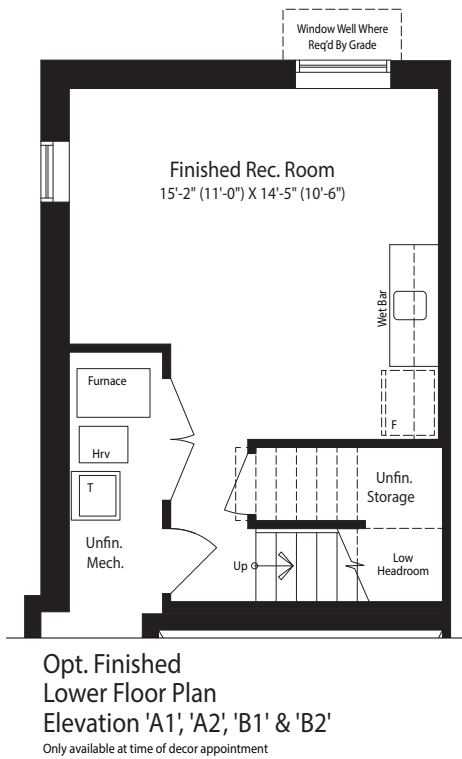 Window Well Where
Req'd By Grade
Finished Rec. Room
15'-2" (11'-0") X 14'-5" (10'-6")
Wet Bar
F
Furnace
Hrv
T
Unfin.
Mech.
Unfin.
Storage
Up
Low
Headroom
Opt. Finished
Lower Floor Plan
Elevation 'A1', 'A2', 'B1' & 'B2'
Only available at time of decor appointment